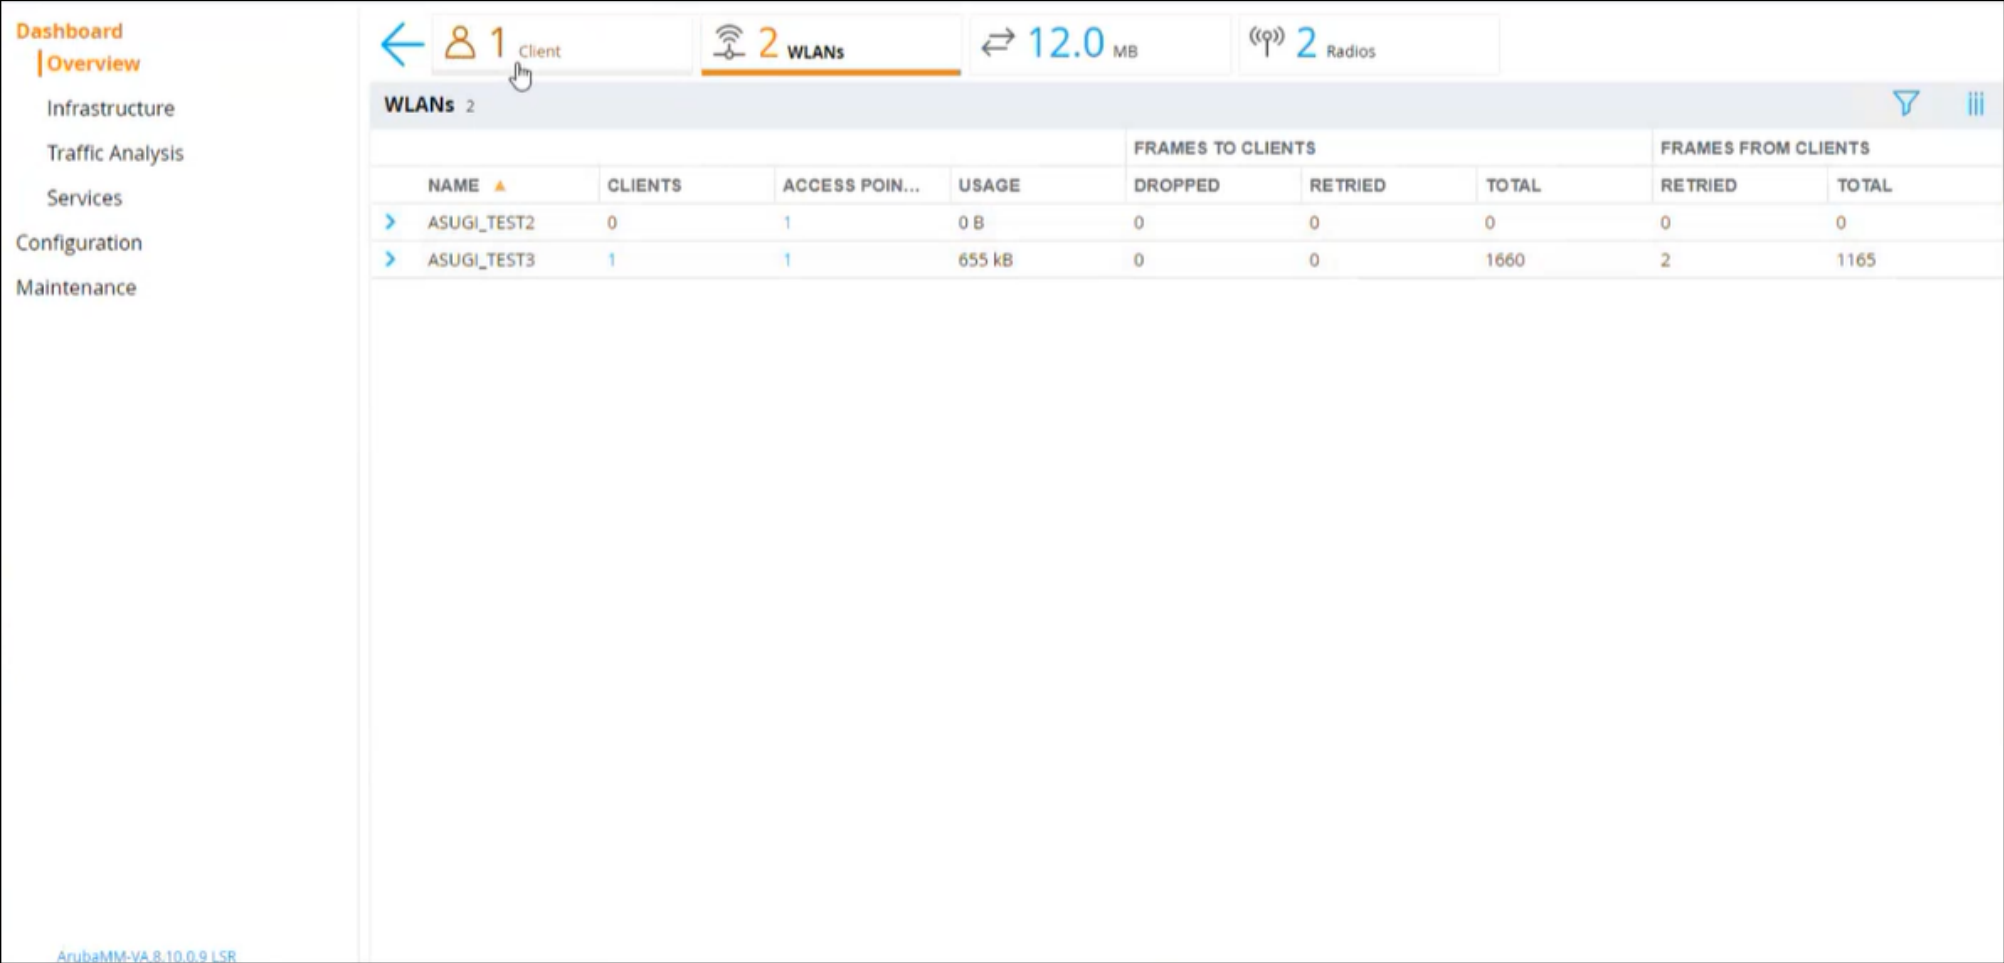 Dashboard
Overview
Infrastructure
Traffic Analysis
Services
Configuration
Maintenance
ArubaMM-VA,8.10.0.9 LSR
1 Client 2 WLANs 12.0 MB 2 Radios
WLANs 2
FRAMES TO CLIENTS FRAMES FROM CLIENTS
NAME CLIENTS ACCESS POIN... USAGE DROPPED RETRIED TOTAL RETRIED TOTAL
ASUGI_TEST2 0 1 0 B 0 0 0 0 0
ASUGI_TEST3 1 1 655 kB 0 0 1660 2 1165